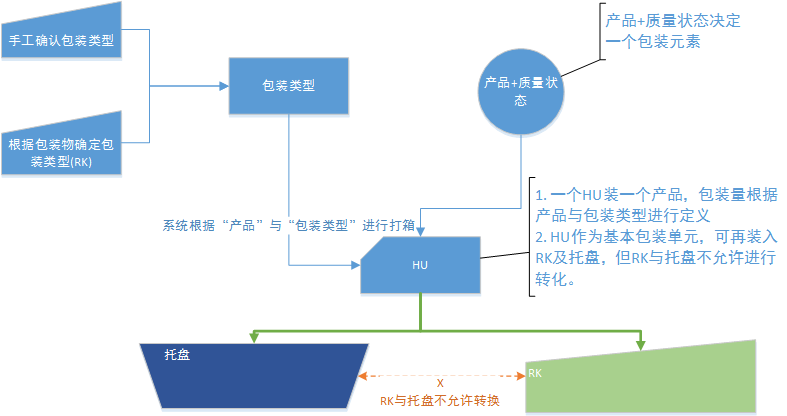 手工确认包装类型
根据包装物确定包
装类型(RK)
包装类型
产品+质量状
态
产品+质量状态决定
一个包装元素
系统根据“产品”与“包装类型”进行打箱
HU
1. 一个HU装一个产品，包装量根据
产品与包装类型进行定义
2. HU作为基本包装单元，可再装入
RK及托盘，但RK与托盘不允许进行
转化。
托盘
RK
X
RK与托盘不允许转换